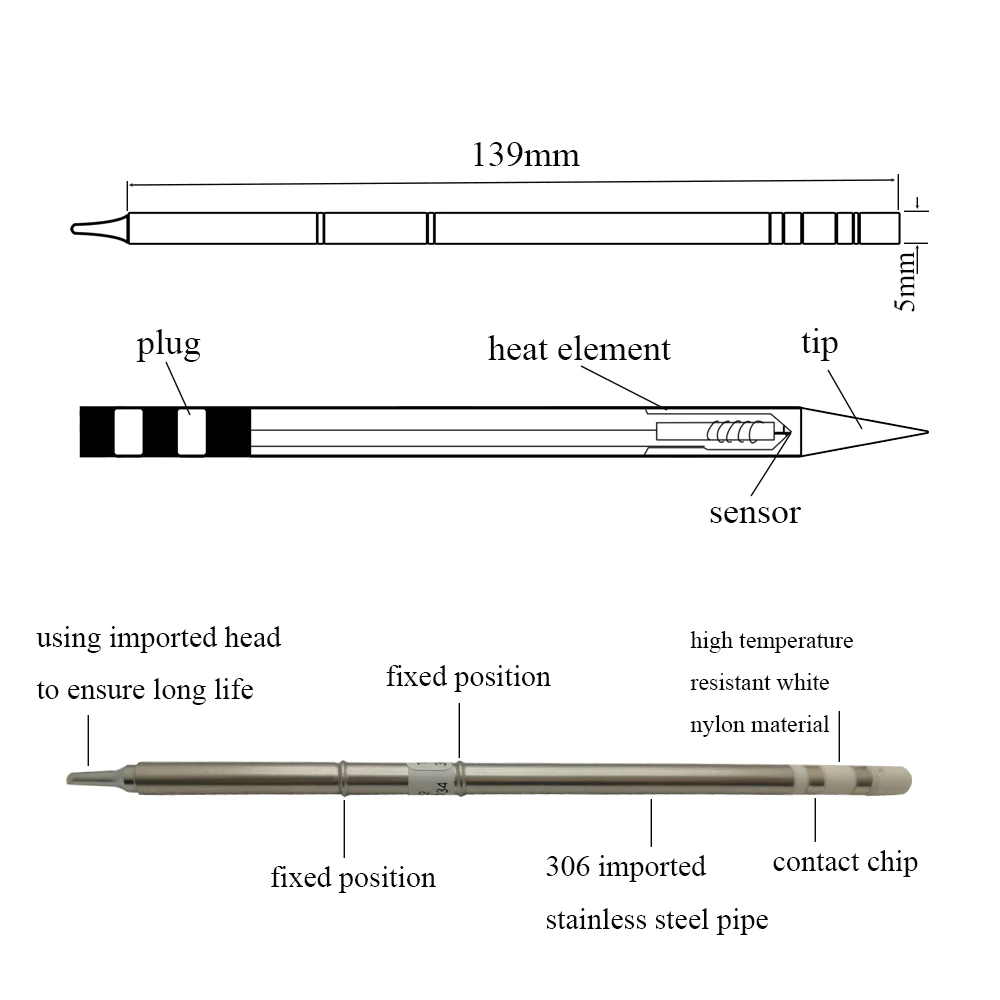 139mm
5mm
plug
heat element
tip
sensor
using imported head
to ensure long life
fixed position
high temperature
resistant white
nylon material
34
fixed position
306 imported
stainless steel pipe
contact chip